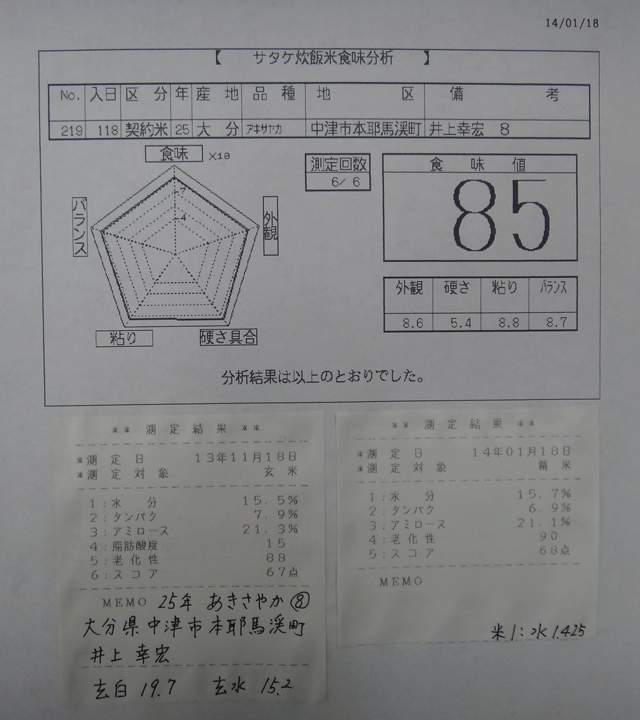 14/01/18
【 サタケ炊飯米食味分析 】
No. 入日 区分 年 産地 品種 地区 備考
219 118 契約米 25 大分 アキサヤカ 中津市本耶馬渓町 井上幸宏 8
食味 ×10
7
4
バランス
外観
粘り
硬さ具合
測定回数
6/ 6
食味値
85
外観 硬さ 粘り バランス
8.6 5.4 8.8 8.7
分析結果は以上のとおりでした。
** 測定結果 **
*測定日 13年11月18日
*測定対象 玄米
1:水分 15.5%
2:タンパク 7.9%
3:アミロース 21.3%
4:脂肪酸度 15
5:老化性 88
6:スコア 67点
MEMO 25年 あきさやか ⑧
大分県中津市本耶馬渓町
井上 幸宏
玄白 19.7 玄水 15.2
** 測定結果 **
*測定日 14年01月18日
*測定対象 精米
1:水分 15.7%
2:タンパク 6.9%
3:アミロース 21.1%
4:老化性 90
5:スコア 68点
MEMO
米1:水1.425